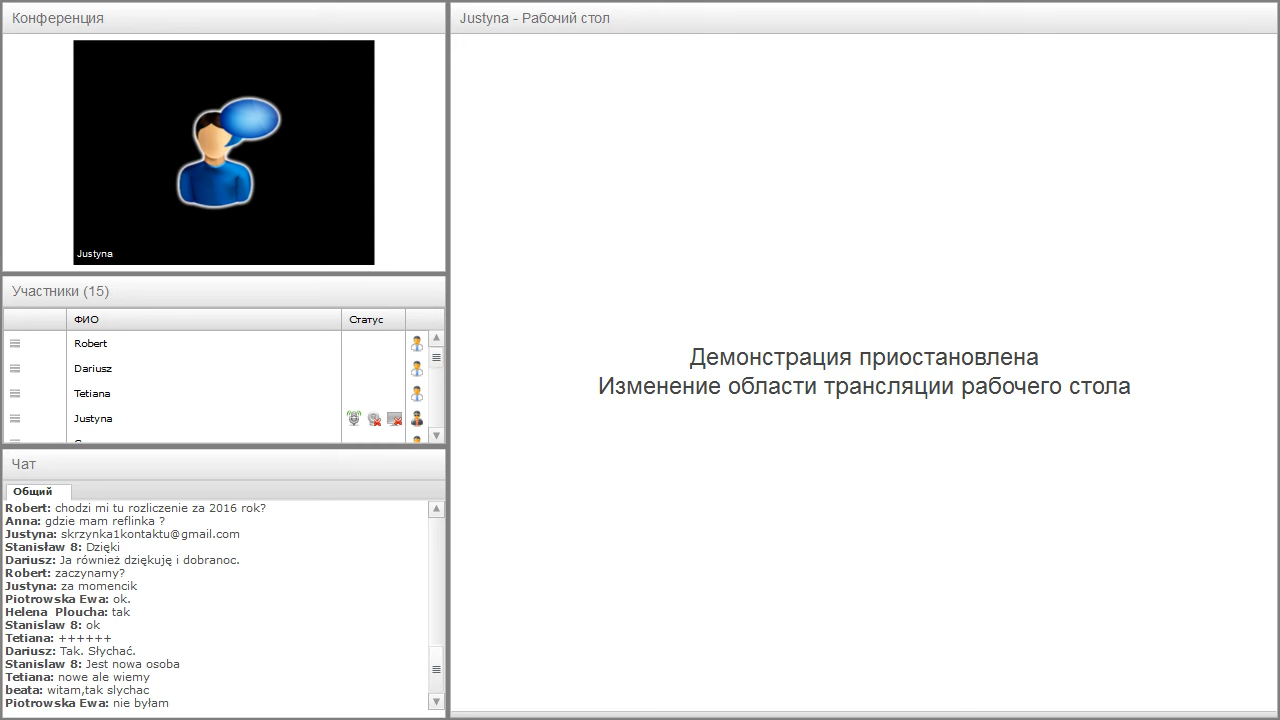 Конференция
Justyna
Участники (15)
ФИО
Статус
Robert
Dariusz
Tetiana
Justyna
Чат
Общий
Robert: chodzi mi tu rozliczenie za 2016 rok?
Anna: gdzie mam reflinka ?
Justyna: skrzynka1kontaktu@gmail.com
Stanisław 8: Dzięki
Dariusz: Ja również dziękuję i dobranoc.
Robert: zaczynamy?
Justyna: za momencik
Piotrowska Ewa: ok.
Helena  Ploucha: tak
Stanislaw 8: ok
Tetiana: ++++++
Dariusz: Tak. Słychać.
Stanislaw 8: Jest nowa osoba
Tetiana: nowe ale wiemy
beata: witam,tak slychac
Piotrowska Ewa: nie byłam
Justyna - Рабочий стол
Демонстрация приостановлена
Изменение области трансляции рабочего стола